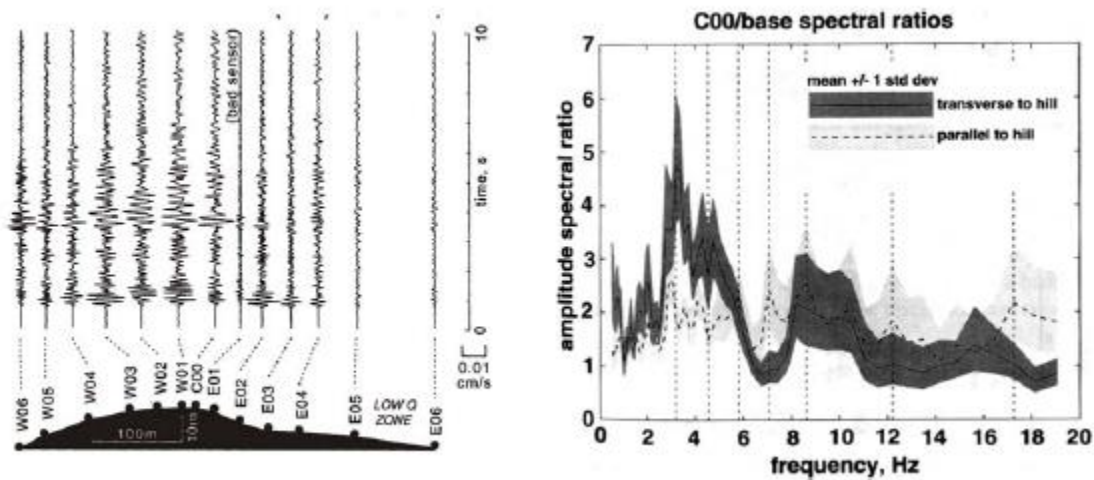 10
time, s
0
0.01
cm/s
[bad sensor
W06
W05
W04
W03
W02
W01
C00
E01
E02
E03
E04
E05
E06
LOW Q
ZONE
100m
10m
C00/base spectral ratios
7
6
5
4
3
2
1
0
amplitude spectral ratio
mean +/- 1 std dev
transverse to hill
parallel to hill
0 2 4 6 8 10 12 14 16 18 20
frequency, Hz